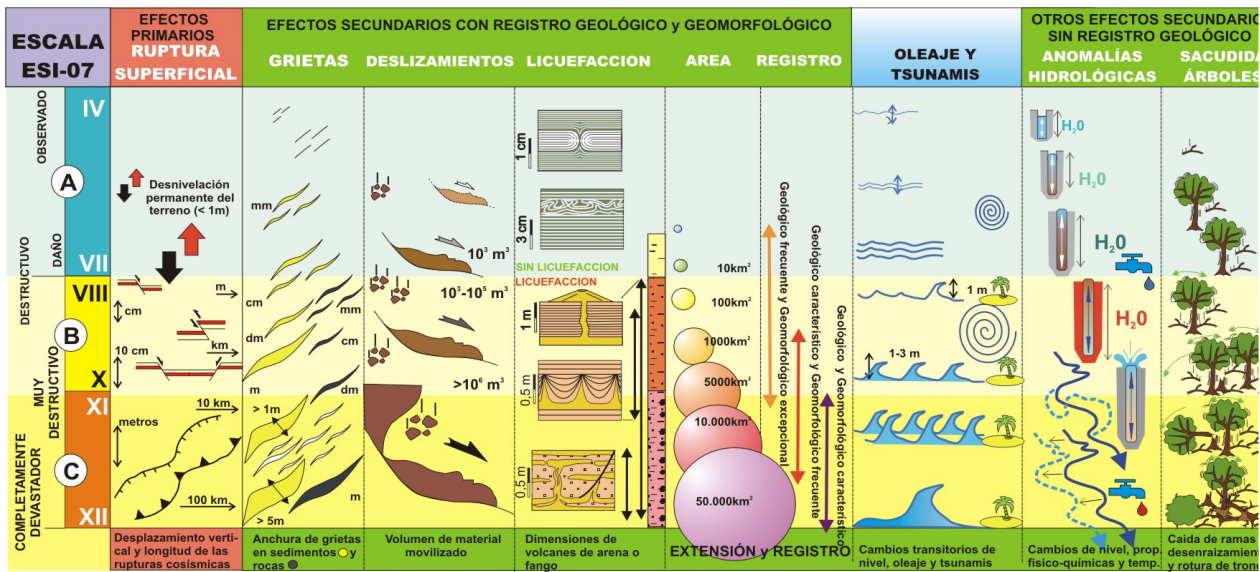 ESCALA
ESI-07
EFECTOS
PRIMARIOS
RUPTURA
SUPERFICIAL
EFECTOS SECUNDARIOS CON REGISTRO GEOLÓGICO y GEOMORFOLÓGICO
GRIETAS
DESLIZAMIENTOS
LICUEFACCION
AREA
REGISTRO
OLEAJE Y
TSUNAMIS
OTROS EFECTOS SECUNDARIO
SIN REGISTRO GEOLÓGICO
ANOMALÍAS
HIDROLÓGICAS
SACUDIDA
ÁRBOLES
OBSERVADO
DAÑO
DESTRUCTIVO
MUY
DESTRUCTIVO
COMPLETAMENTE
DEVASTADOR
A
B
C
IV
VII
VIII
X
XI
XII
Desnivelación
permanente del
terreno (< 1m)
m
cm
km
10 cm
10 km
metros
100 km
mm
cm
mm
dm
cm
m
dm
> 1m
m
> 5m
10³ m³
10³-10⁵ m³
>10⁶ m³
1 cm
3 cm
SIN LICUEFACCION
LICUEFACCION
1 m
0,5 m
0,5 m
10km²
100km²
1000km²
5000km²
10.000km²
50.000km²
Geológico frecuente y Geomorfológico excepcional
Geológico característico y Geomorfológico frecuente
Geológico y Geomorfológico característico
1 m
1-3 m
H₂0
H₂0
H₂0
H₂0
Desplazamiento verti-
cal y longitud de las
rupturas cosísmicas
Anchura de grietas
en sedimentos y
rocas
Volumen de material
movilizado
Dimensiones de
volcanes de arena o
fango
EXTENSIÓN y REGISTRO
Cambios transitorios de
nivel, oleaje y tsunamis
Cambios de nivel, prop.
físico-químicas y temp.
Caida de ramas
desenraizamien
y rotura de tron